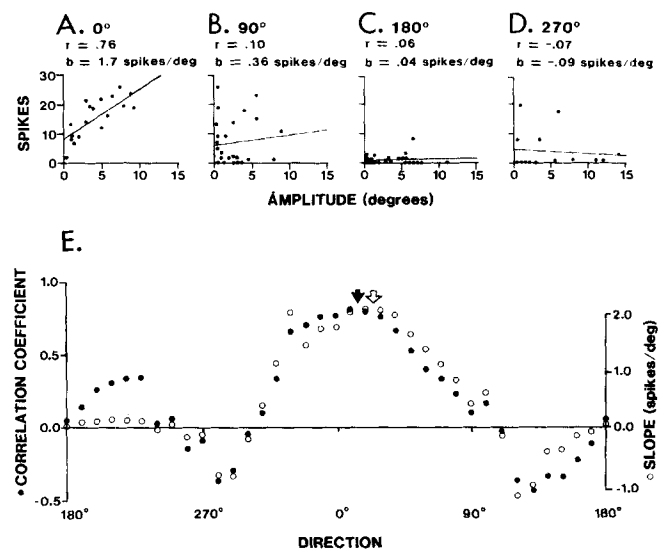 A. 0°
r = .76
b = 1.7 spikes/deg
B. 90°
r = .10
b = .36 spikes/deg
C. 180°
r = .06
b = .04 spikes/deg
D. 270°
r = -.07
b = -.09 spikes/deg
SPIKES
30
20
10
0
0 5 10 15
0 5 10 15
0 5 10 15
0 5 10 15
AMPLITUDE (degrees)
E.
CORRELATION COEFFICIENT
1.0
0.5
0.0
-0.5
2.0
1.0
0.0
-1.0
SLOPE (spikes/deg)
180° 270° 0° 90° 180°
DIRECTION